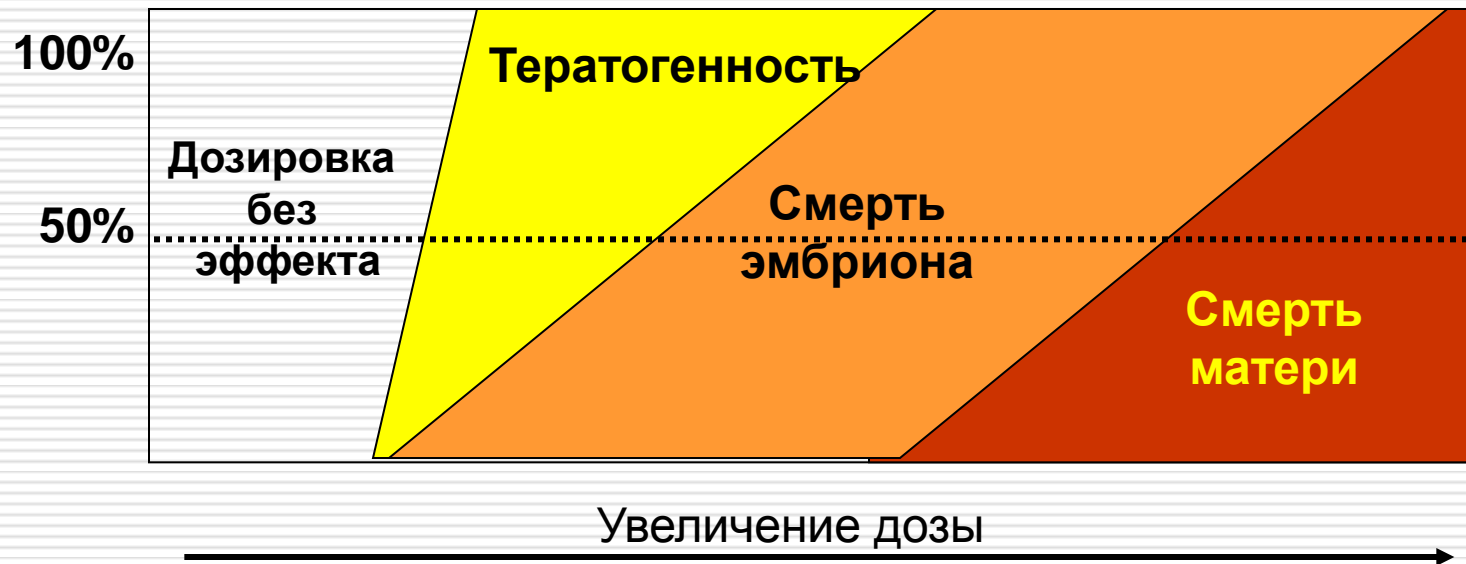 100%
Тератогенность
Дозировка
без
эффекта
50%
Смерть
эмбриона
Смерть
матери
Увеличение дозы